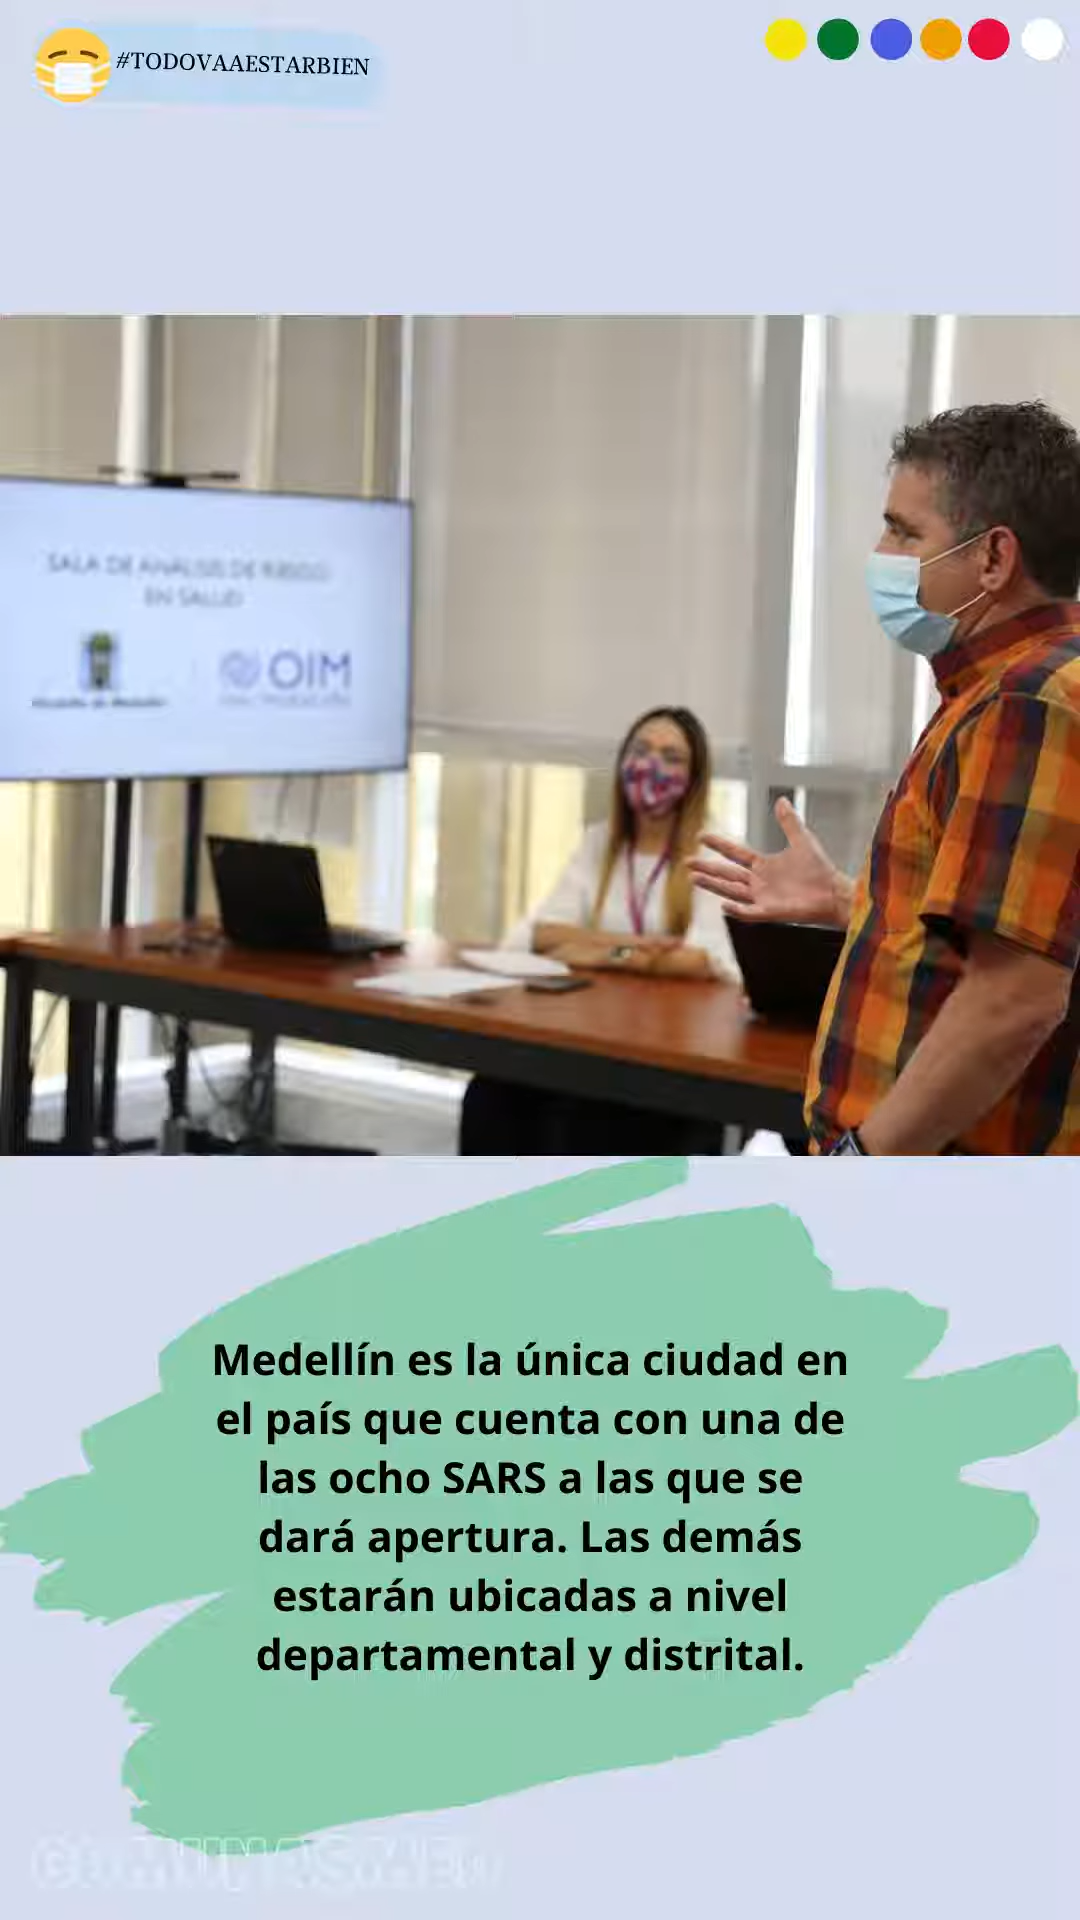 #TODOVAAESTARBIEN
SALA DE ANÁLISIS DE RIESGO
EN SALUD
OIM
Medellín es la única ciudad en
el país que cuenta con una de
las ocho SARS a las que se
dará apertura. Las demás
estarán ubicadas a nivel
departamental y distrital.